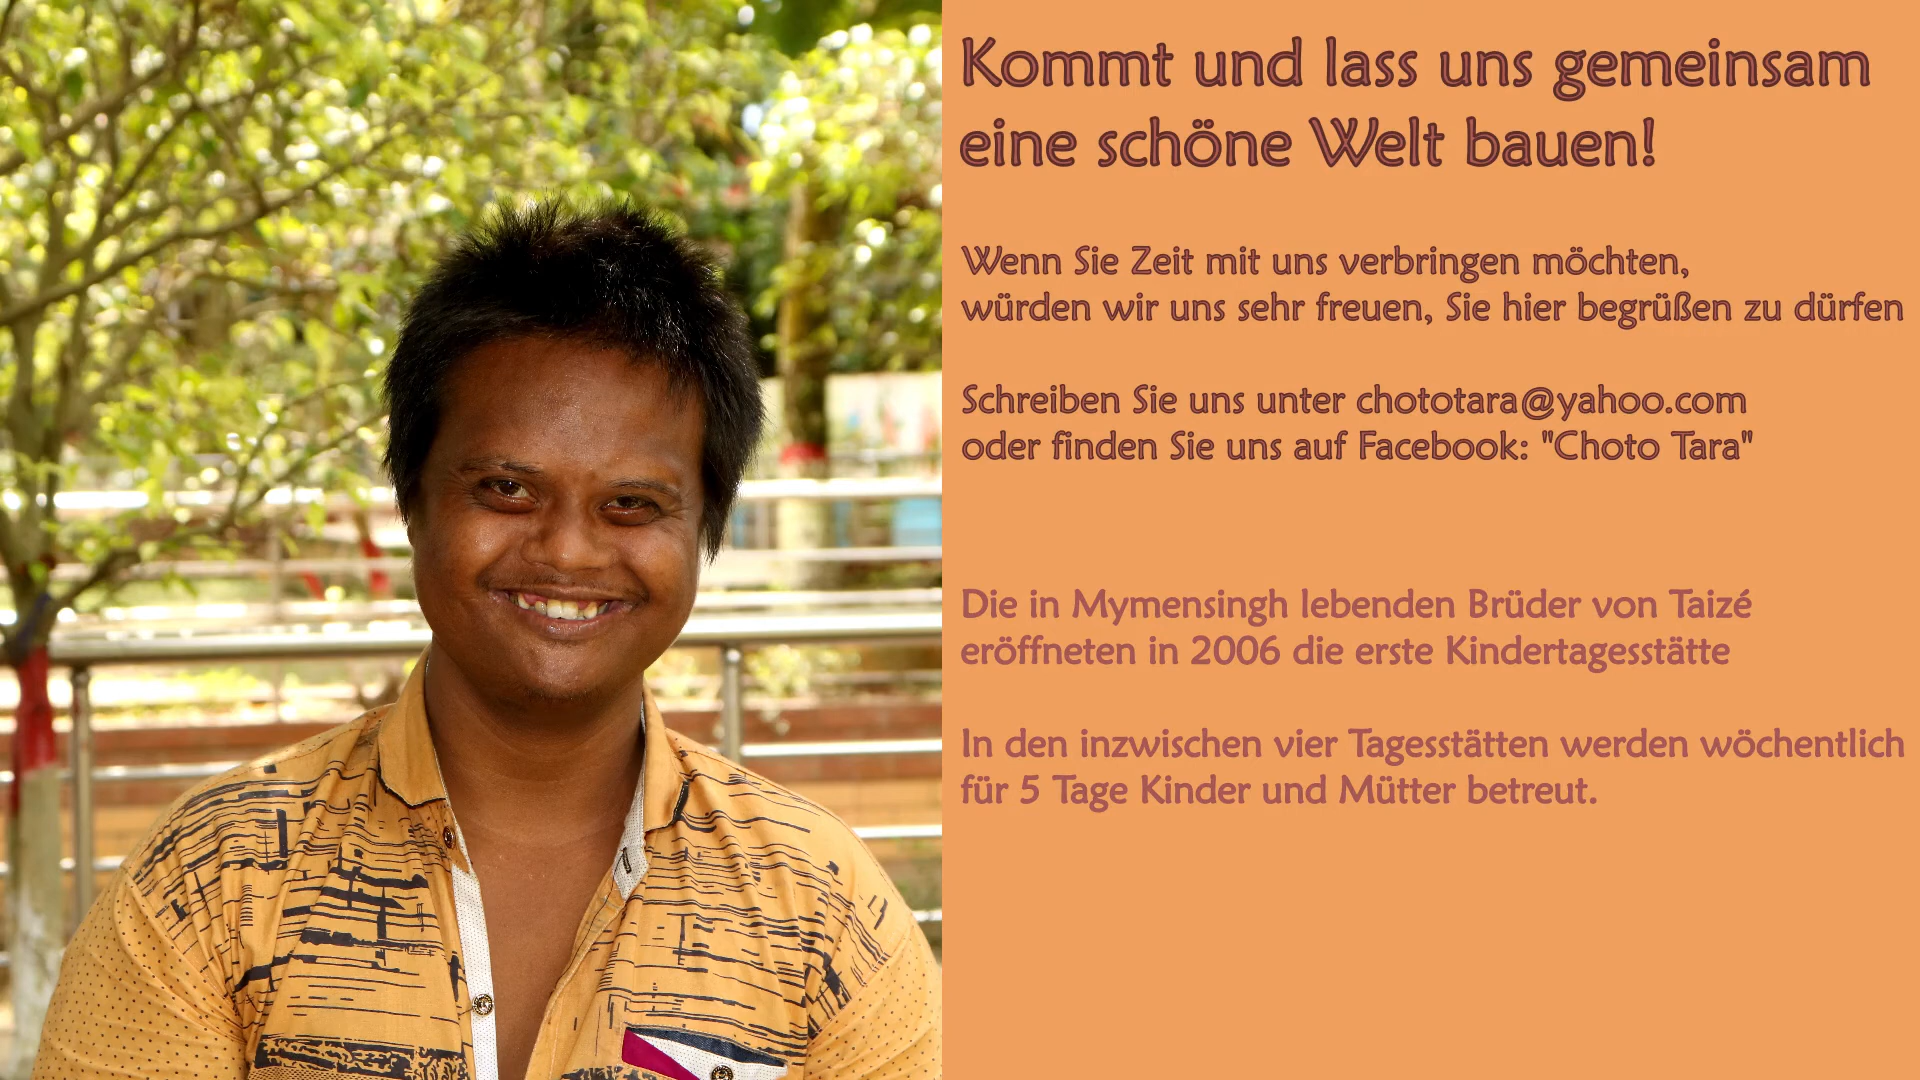 Kommt und lass uns gemeinsam
eine schöne Welt bauen!
Wenn Sie Zeit mit uns verbringen möchten,
würden wir uns sehr freuen, Sie hier begrüßen zu dürfen
Schreiben Sie uns unter chototara@yahoo.com
oder finden Sie uns auf Facebook: "Choto Tara"
Die in Mymensingh lebenden Brüder von Taizé
eröffneten in 2006 die erste Kindertagesstätte
In den inzwischen vier Tagesstätten werden wöchentlich
für 5 Tage Kinder und Mütter betreut.